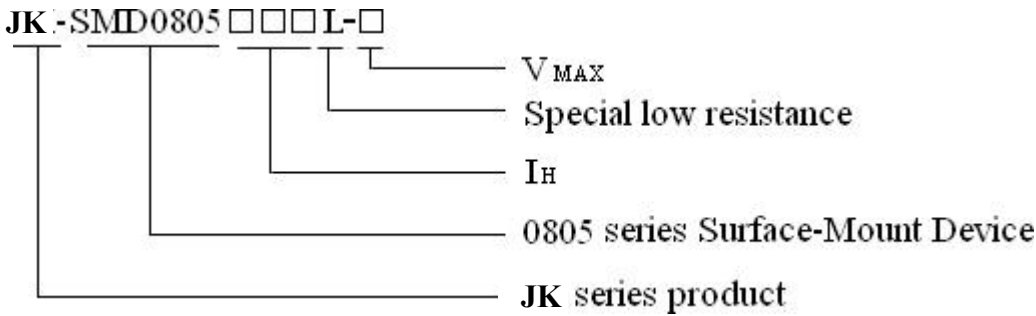 JK-SMD0805□□□L-□
VMAX
Special low resistance
IH
0805 series Surface-Mount Device
JK series product